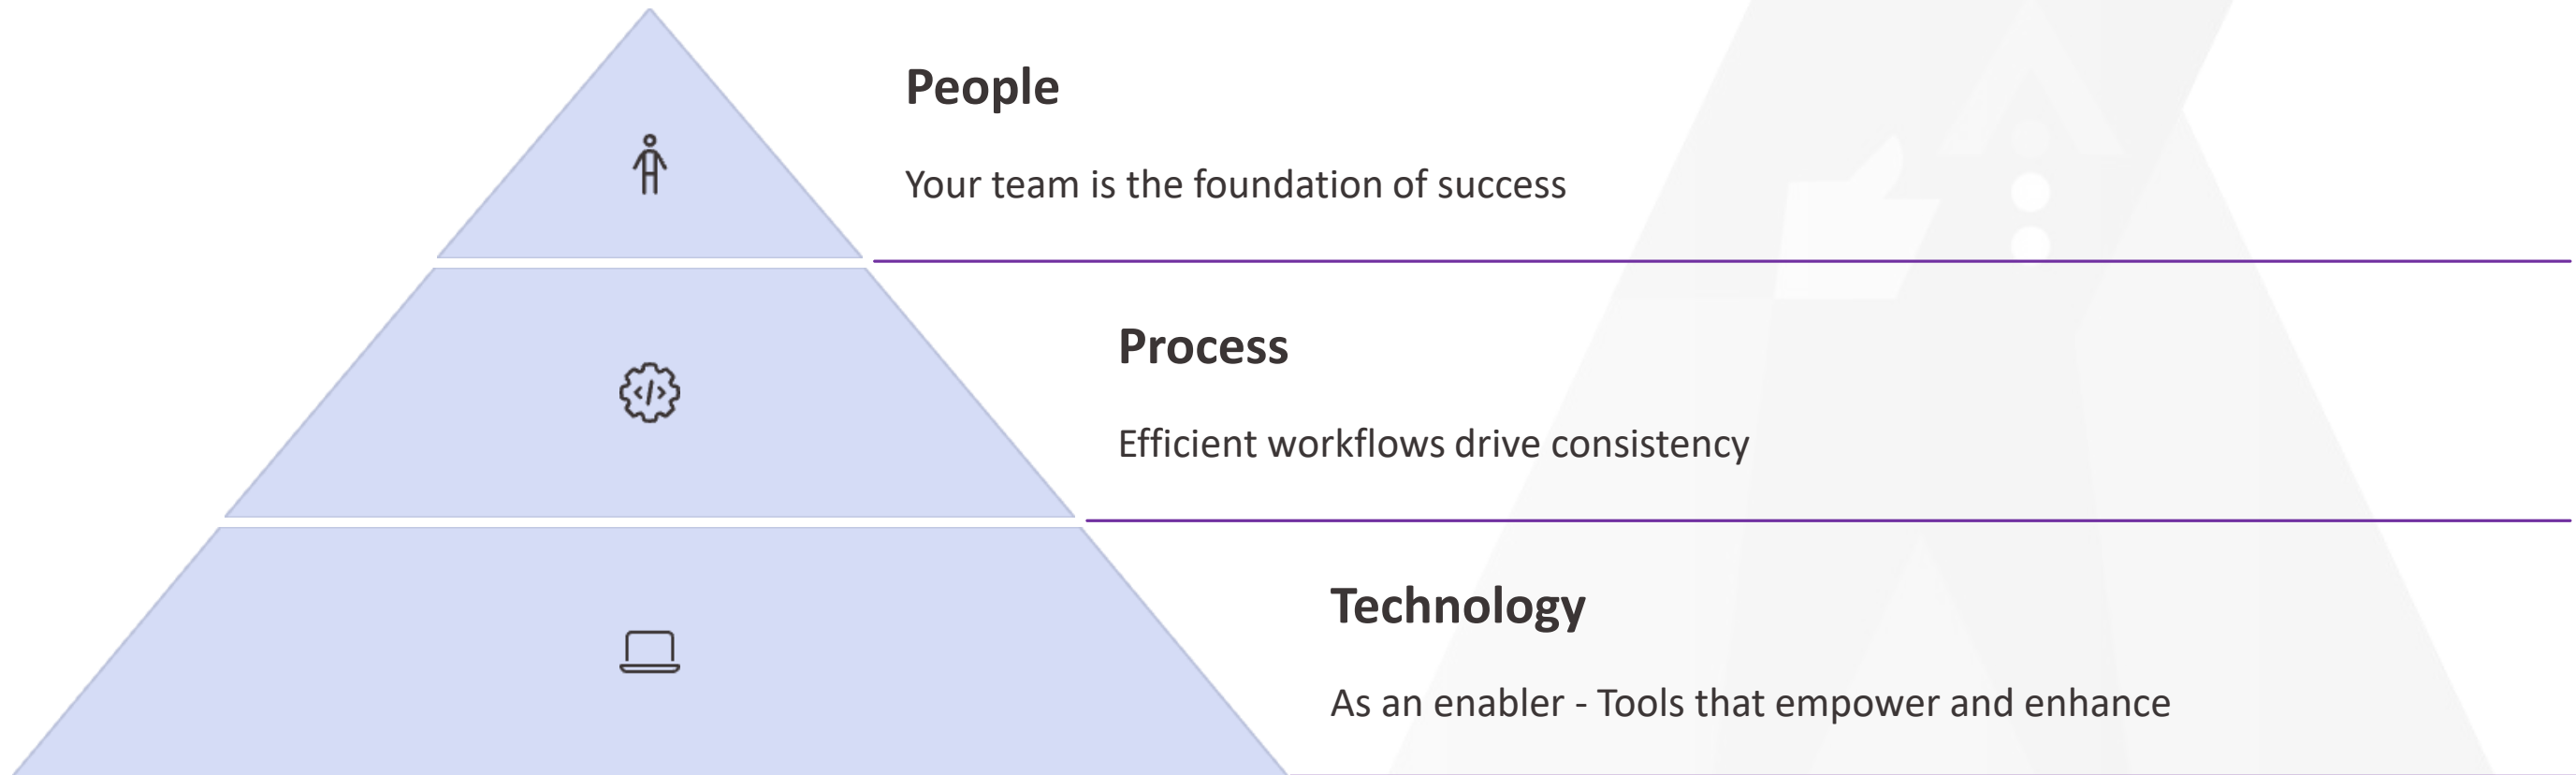 People
Your team is the foundation of success
Process
Efficient workflows drive consistency
Technology
As an enabler - Tools that empower and enhance